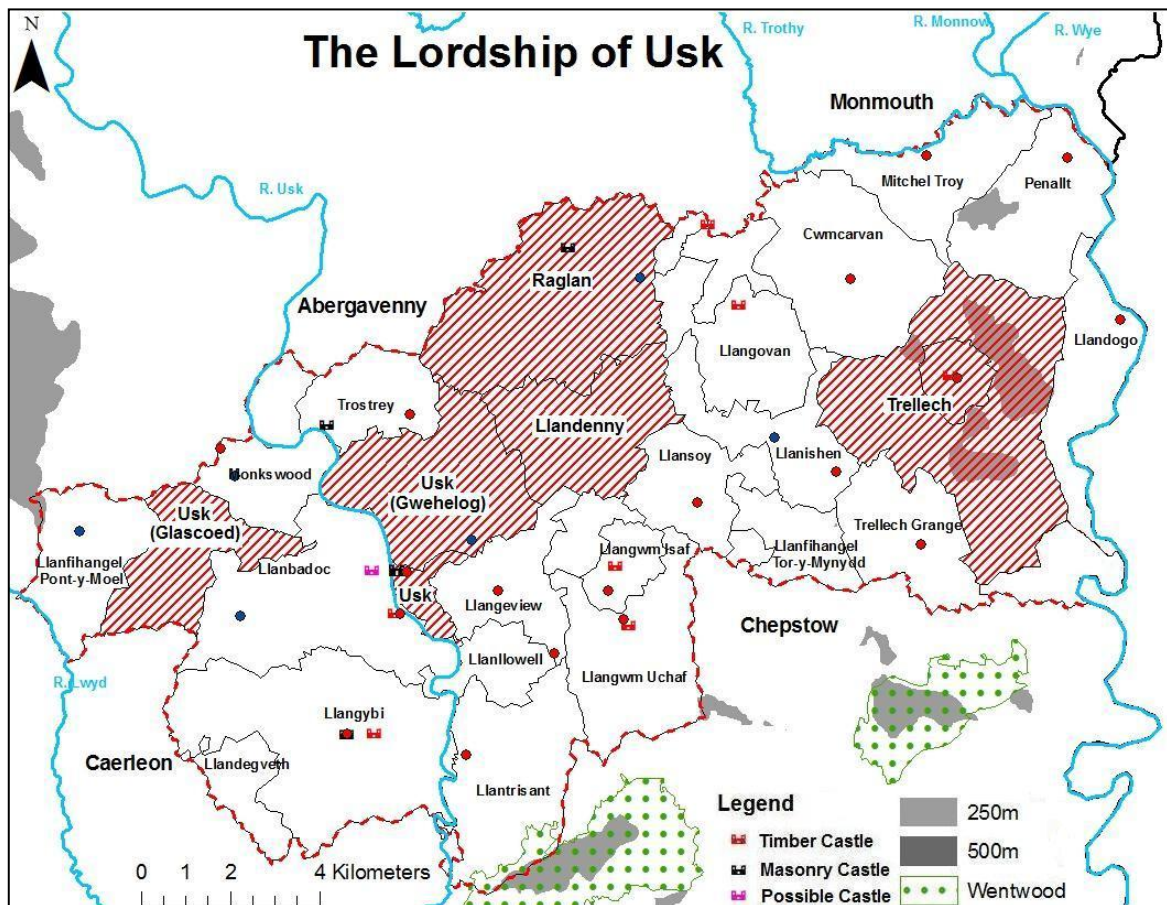 N
The Lordship of Usk
R. Trothy
R. Monnow
R. Wye
Monmouth
Mitchel Troy
Penallt
R. Usk
Cwmcarvan
Raglan
Abergavenny
Llandogo
Llangovan
Trellech
Trostrey
Llandenny
Llansoy
Llanishen
Monkswood
Usk
(Gwehelog)
Usk
(Glascoed)
Trellech Grange
Llanfihangel
Pont-y-Moel
Llanbadoc
Llangwm Isaf
Llanfihangel
Tor-y-Mynydd
Usk
Llangeview
Chepstow
Llanllowell
Llangwm Uchaf
R. Lwyd
Llangybi
Caerleon
Llandegveth
Llantrisant
Legend
250m
Timber Castle
500m
Masonry Castle
Possible Castle
Wentwood
0 2 4 Kilometers